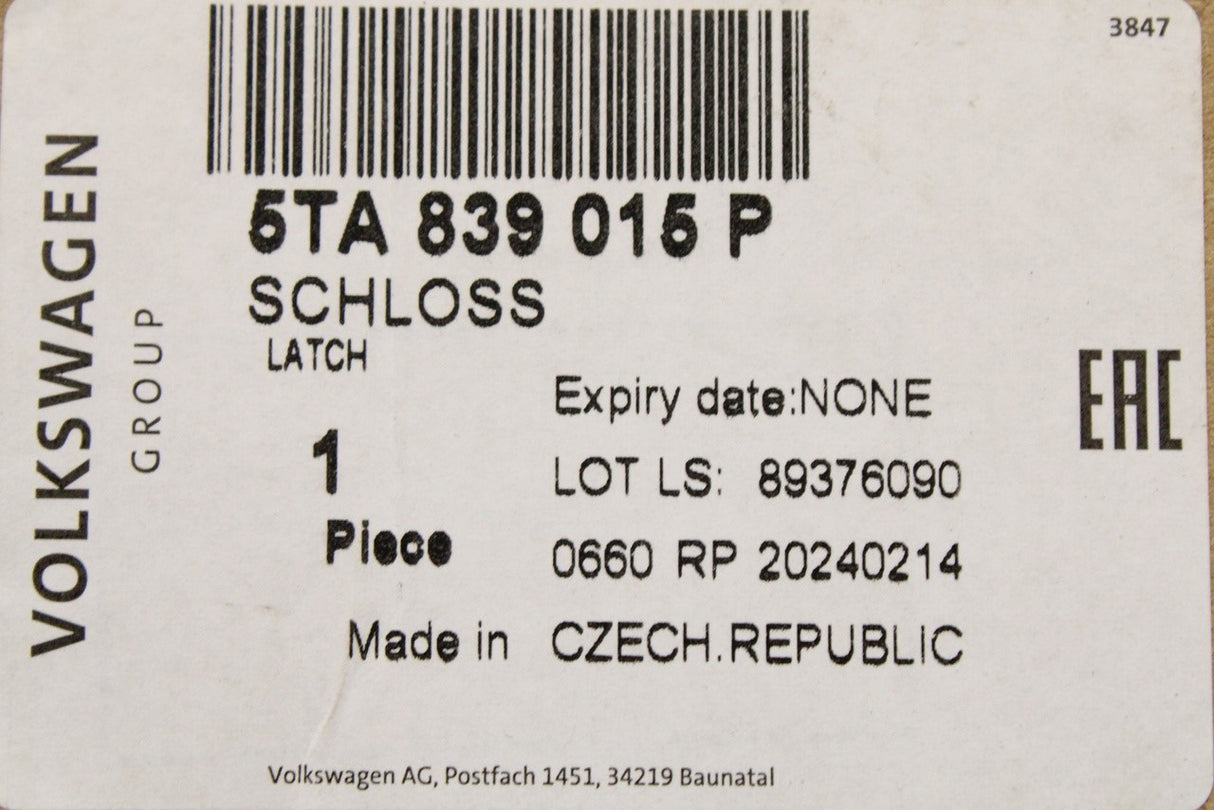 3847
VOLKSWAGEN
GROUP
5TA 839 015 P
SCHLOSS
LATCH
Expiry date:NONE
1
LOT LS: 89376090
Piece
0660 RP 20240214
Made in CZECH.REPUBLIC
EAC
Volkswagen AG, Postfach 1451, 34219 Baunatal